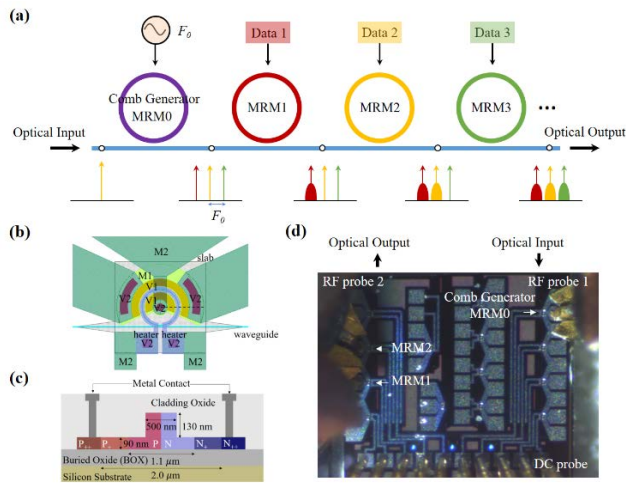 (a)
F₀
Data 1
Data 2
Data 3
Comb Generator
MRM0
MRM1
MRM2
MRM3
...
Optical Input
Optical Output
F₀
(b)
M2
slab
M1
V1
V1
V2
V2
V2
heater
heater
waveguide
M2
V2
V2
M2
(c)
Metal Contact
Cladding Oxide
500 nm
130 nm
P++
P+
90 nm
P
N
N+
N++
Buried Oxide (BOX)
1.1 µm
Silicon Substrate
2.0 µm
(d)
Optical Output
Optical Input
RF probe 2
RF probe 1
Comb Generator
MRM0
MRM2
MRM1
DC probe